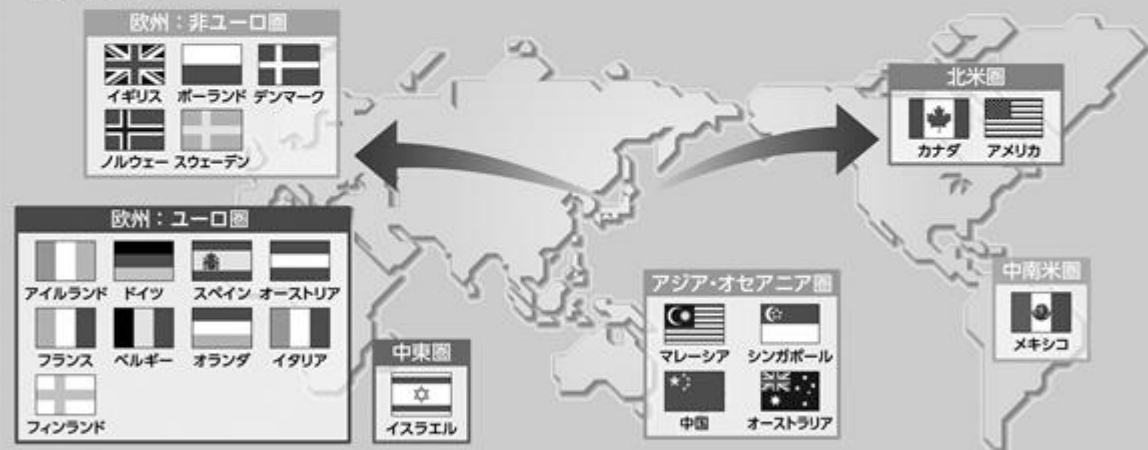 欧州：非ユーロ圏
イギリス ポーランド デンマーク
ノルウェー スウェーデン
北米圏
カナダ アメリカ
欧州：ユーロ圏
アイルランド ドイツ スペイン オーストリア
フランス ベルギー オランダ イタリア
フィンランド
中東圏
イスラエル
アジア・オセアニア圏
マレーシア シンガポール
中国 オーストラリア
中南米圏
メキシコ